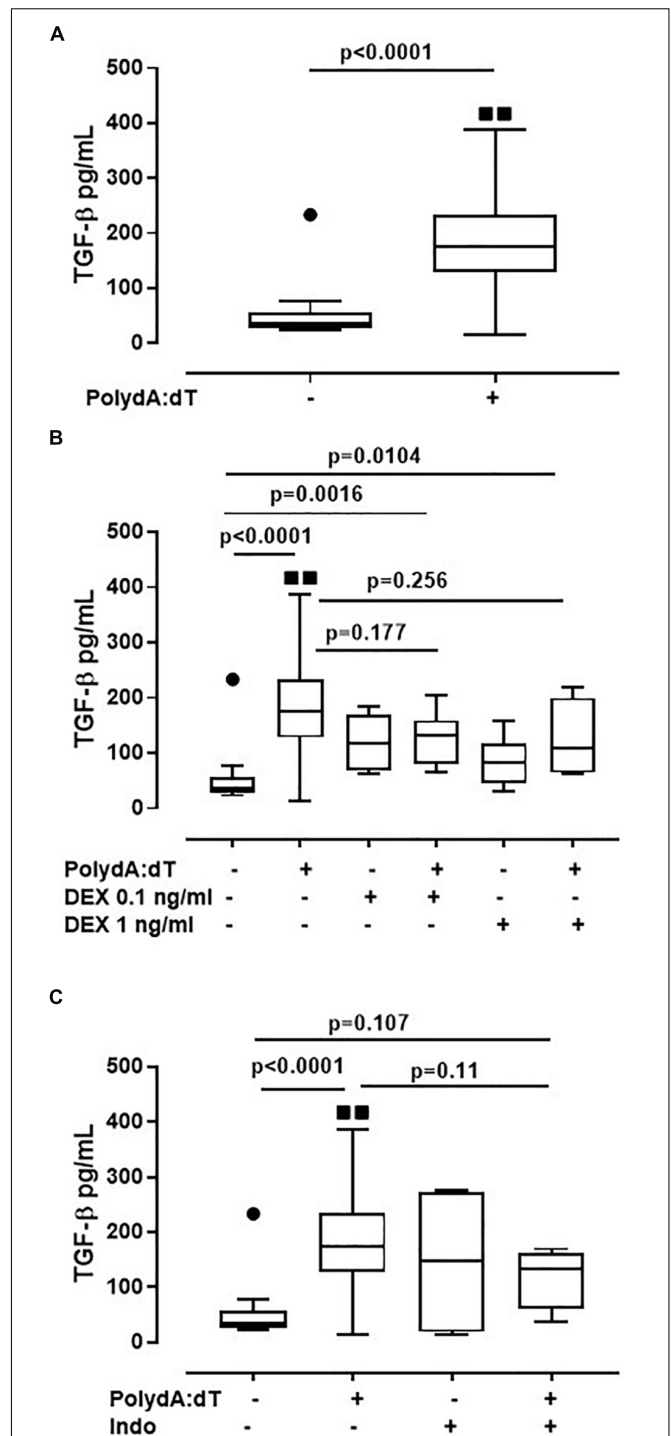 A
p<0.0001
500
400
300
200
100
0
TGF-β pg/mL
PolydA:dT - +
B
p=0.0104
p=0.0016
p<0.0001
p=0.256
p=0.177
500
400
300
200
100
0
TGF-β pg/mL
PolydA:dT - + - + - +
DEX 0.1 ng/ml - - + + - -
DEX 1 ng/ml - - - - + +
C
p=0.107
p<0.0001
p=0.11
500
400
300
200
100
0
TGF-β pg/mL
PolydA:dT - + - +
Indo - - + +